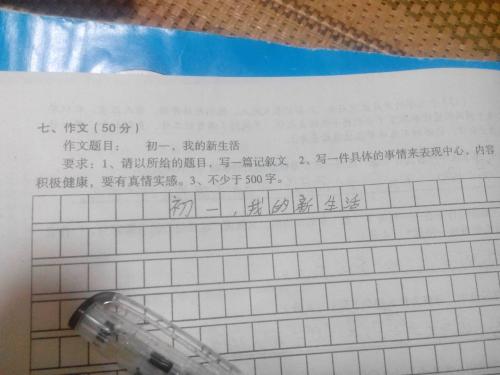 七、作文（50分）
作文题目：  初一，我的新生活
要求：1、请以所给的题目，写一篇记叙文 2、写一件具体的事情来表现中心，内容
积极健康，要有真情实感。3、不少于500字。
初一，我的新生活